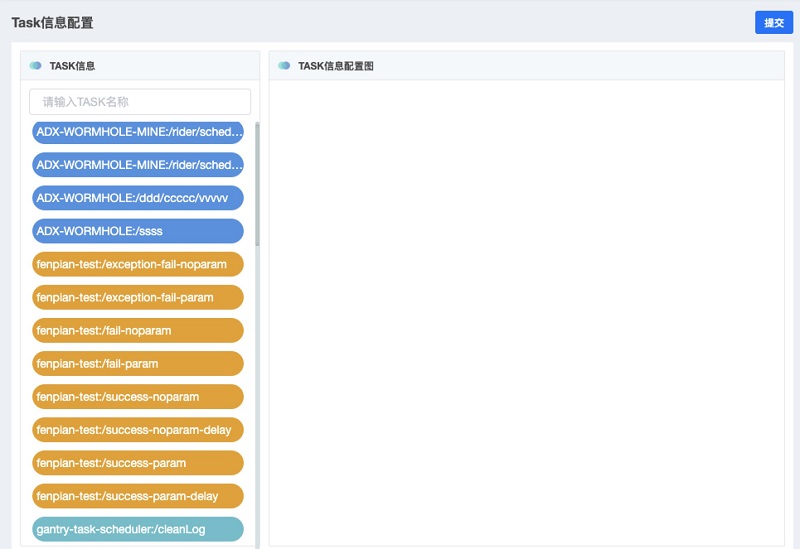 Task信息配置
提交
TASK信息
TASK信息配置图
请输入TASK名称
ADX-WORMHOLE-MINE:/rider/sched...
ADX-WORMHOLE-MINE:/rider/sched...
ADX-WORMHOLE:/ddd/ccccc/vvvvv
ADX-WORMHOLE:/ssss
fenpian-test:/exception-fail-noparam
fenpian-test:/exception-fail-param
fenpian-test:/fail-noparam
fenpian-test:/fail-param
fenpian-test:/success-noparam
fenpian-test:/success-noparam-delay
fenpian-test:/success-param
fenpian-test:/success-param-delay
gantry-task-scheduler:/cleanLog